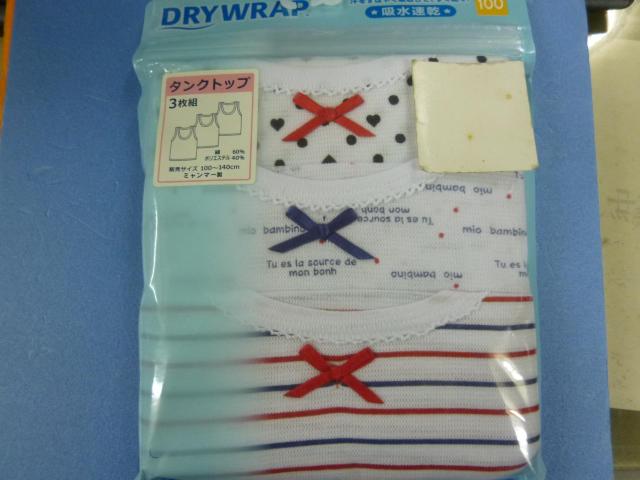 DRYWRAP
100
★吸水速乾★
タンクトップ
3枚組
綿 60%
ポリエステル 40%
販売サイズ 100〜140cm
ミャンマー製
mio bambino
mon bonh
Tu es la source
mio bambino
mio bambin
Tu es la source de
mon bonh
mio bambino
Tu es la s
mon